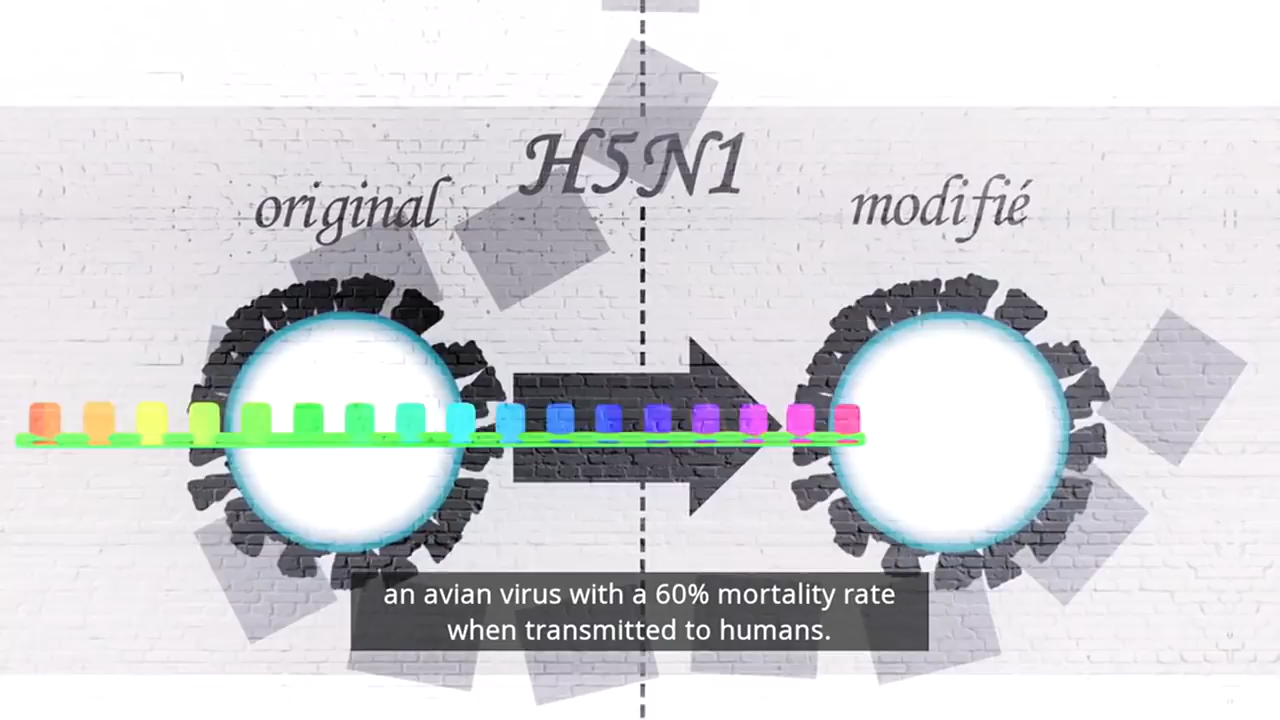 H5N1
original
modifié
an avian virus with a 60% mortality rate
when transmitted to humans.